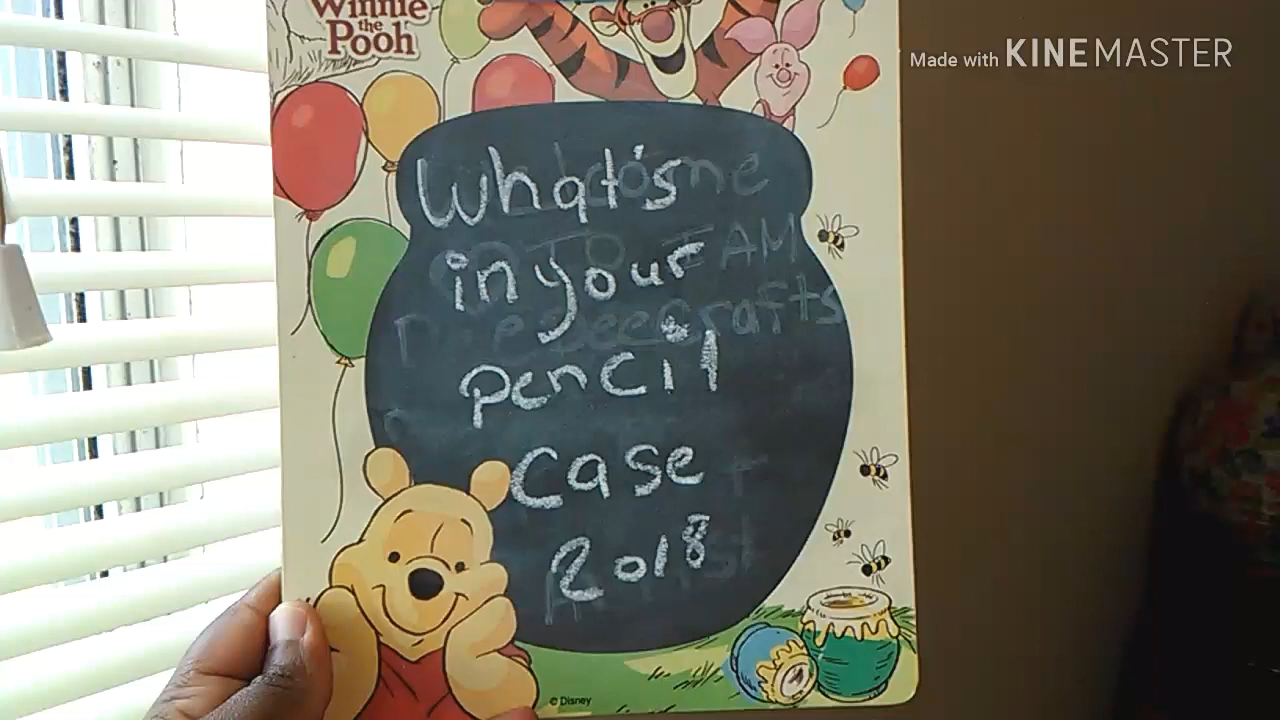 Winnie
the
Pooh
Made with KINEMASTER
What's
in your
pencil
case
2018
© Disney